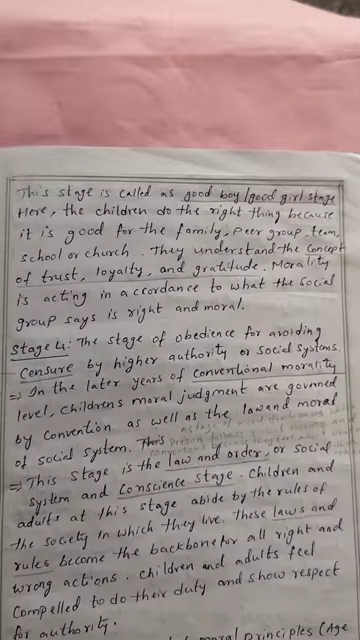 This stage is called as good boy/good girl stage
Here, the children do the right thing because
it is good for the family, peer group, team,
school or church. They understand the concept
of trust, loyalty, and gratitude. Morality
is acting in accordance to what the social
group says is right and moral.
Stage 4: The stage of obedience for avoiding
censure by higher authority or social systems.
⇒ In the later years of conventional morality
level, childrens moral judgment are governed
by convention as well as the law and moral
of social system. This
⇒ This stage is the law and order, or social
system and conscience stage. Children and
adults at this stage abide by the rules of
the society in which they live. These laws and
rules become the backbone for all right and
wrong actions. Children and adults feel
compelled to do their duty and show respect
for authority.
moral principles (Age